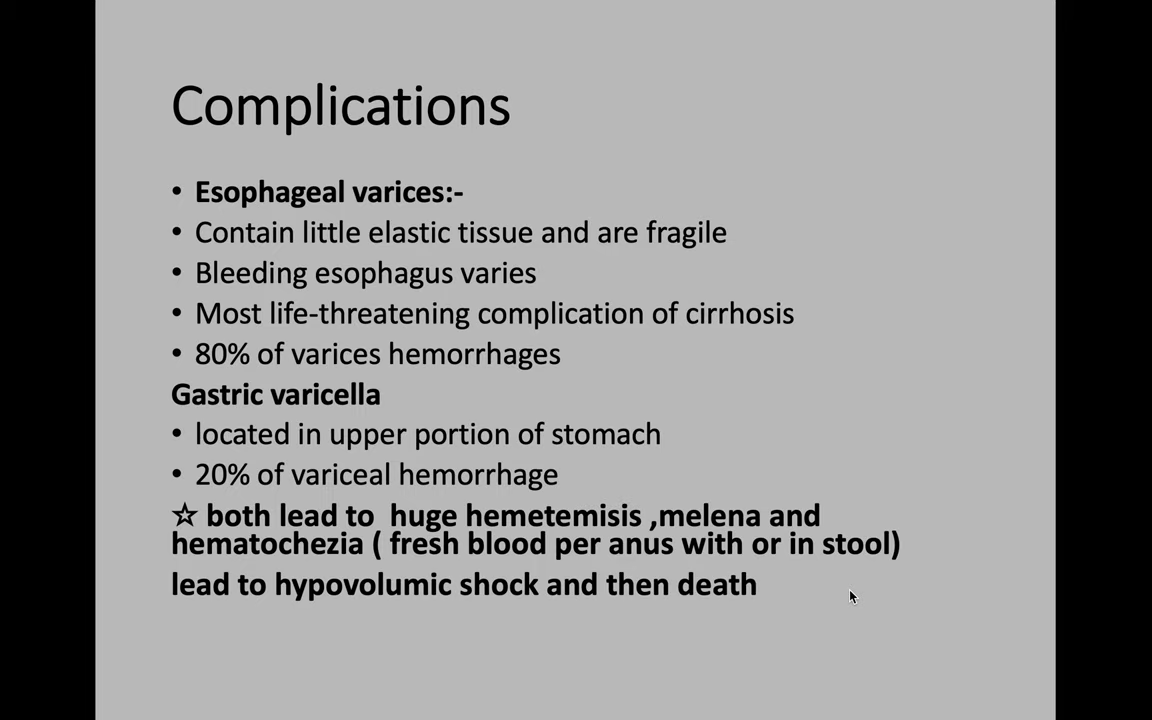 Complications
• Esophageal varices:-
• Contain little elastic tissue and are fragile
• Bleeding esophagus varies
• Most life-threatening complication of cirrhosis
• 80% of varices hemorrhages
Gastric varicella
• located in upper portion of stomach
• 20% of variceal hemorrhage
☆ both lead to  huge hemetemisis ,melena and
hematochezia ( fresh blood per anus with or in stool)
lead to hypovolumic shock and then death